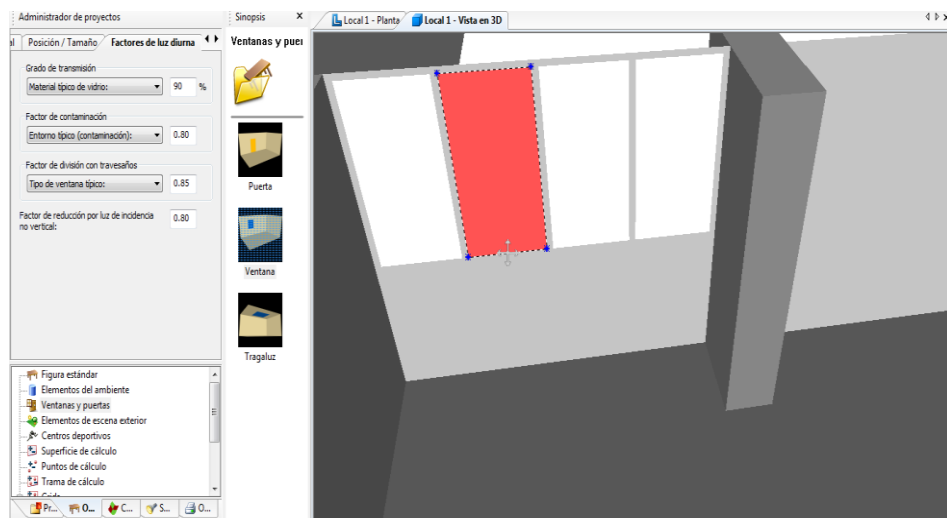 Administrador de proyectos
Posición / Tamaño
Factores de luz diurna
Grado de transmisión
Material típico de vidrio:
90
%
Factor de contaminación
Entorno típico (contaminación):
0.80
Factor de división con travesaños
Tipo de ventana típico:
0.85
Factor de reducción por luz de incidencia
no vertical:
0.80
Figura estándar
Elementos del ambiente
Ventanas y puertas
Elementos de escena exterior
Centros deportivos
Superficie de cálculo
Puntos de cálculo
Trama de cálculo
Pr...
O...
C...
S...
O...
Sinopsis
X
Ventanas y puer
Puerta
Ventana
Tragaluz
Local 1 - Planta
Local 1 - Vista en 3D